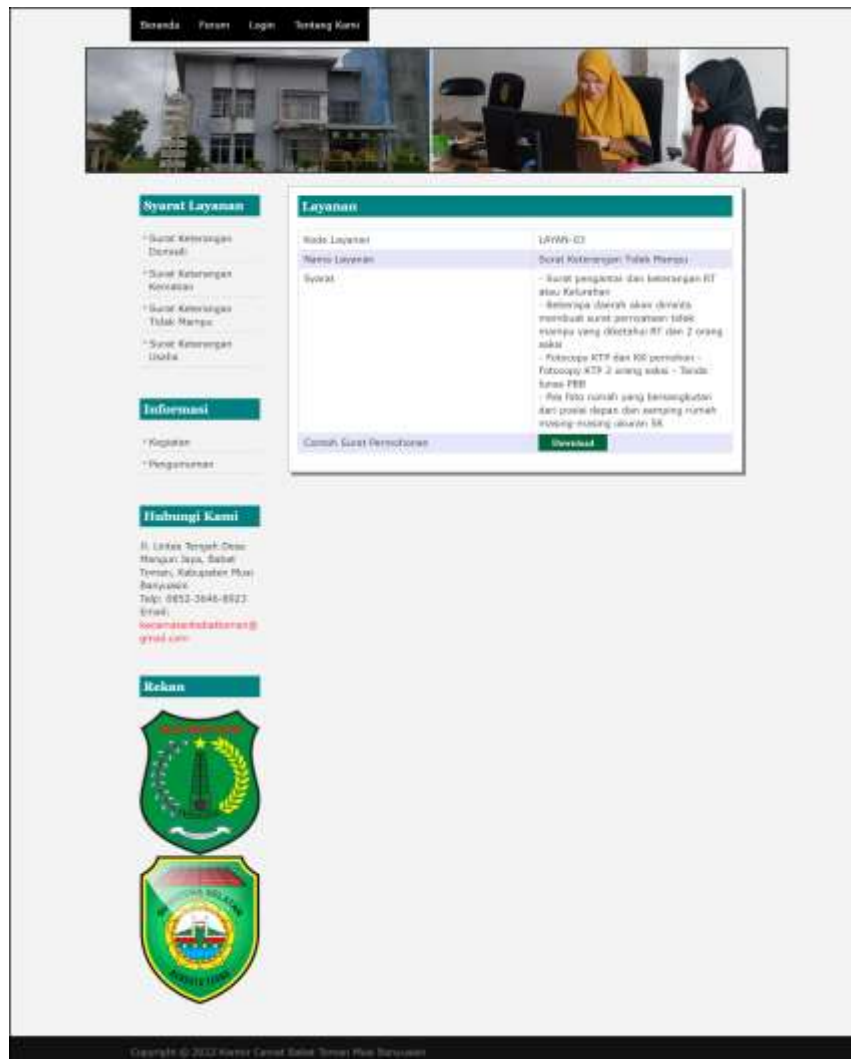 Beranda Forum Login Tentang Kami
Syarat Layanan
Surat Keterangan
Domisili
Surat Keterangan
Kematian
Surat Keterangan
Tidak Mampu
Surat Keterangan
Usaha
Informasi
Kegiatan
Pengumuman
Hubungi Kami
Jl. Lintas Tengah Desa
Mangun Jaya, Babat
Toman, Kabupaten Musi
Banyuasin
Telp: 0852-3646-8923
Email:
kecamatanbabattoman@
gmail.com
Rekan
SUMATERA SELATAN
Layanan
Kode Layanan LAYAN-03
Nama Layanan Surat Keterangan Tidak Mampu
Syarat - Surat pengantar dan keterangan RT
atau Kelurahan
- Beberapa daerah akan diminta
membuat surat pernyataan tidak
mampu yang diketahui RT dan 2 orang
saksi
- Fotocopy KTP dan KK pemohon -
Fotocopy KTP 2 orang saksi - Tanda
lunas PBB
- Pas foto rumah yang bersangkutan
dari posisi depan dan samping rumah
masing-masing ukuran 5R
Contoh Surat Permohonan Download
Copyright © 2022 Kantor Camat Babat Toman Musi Banyuasin